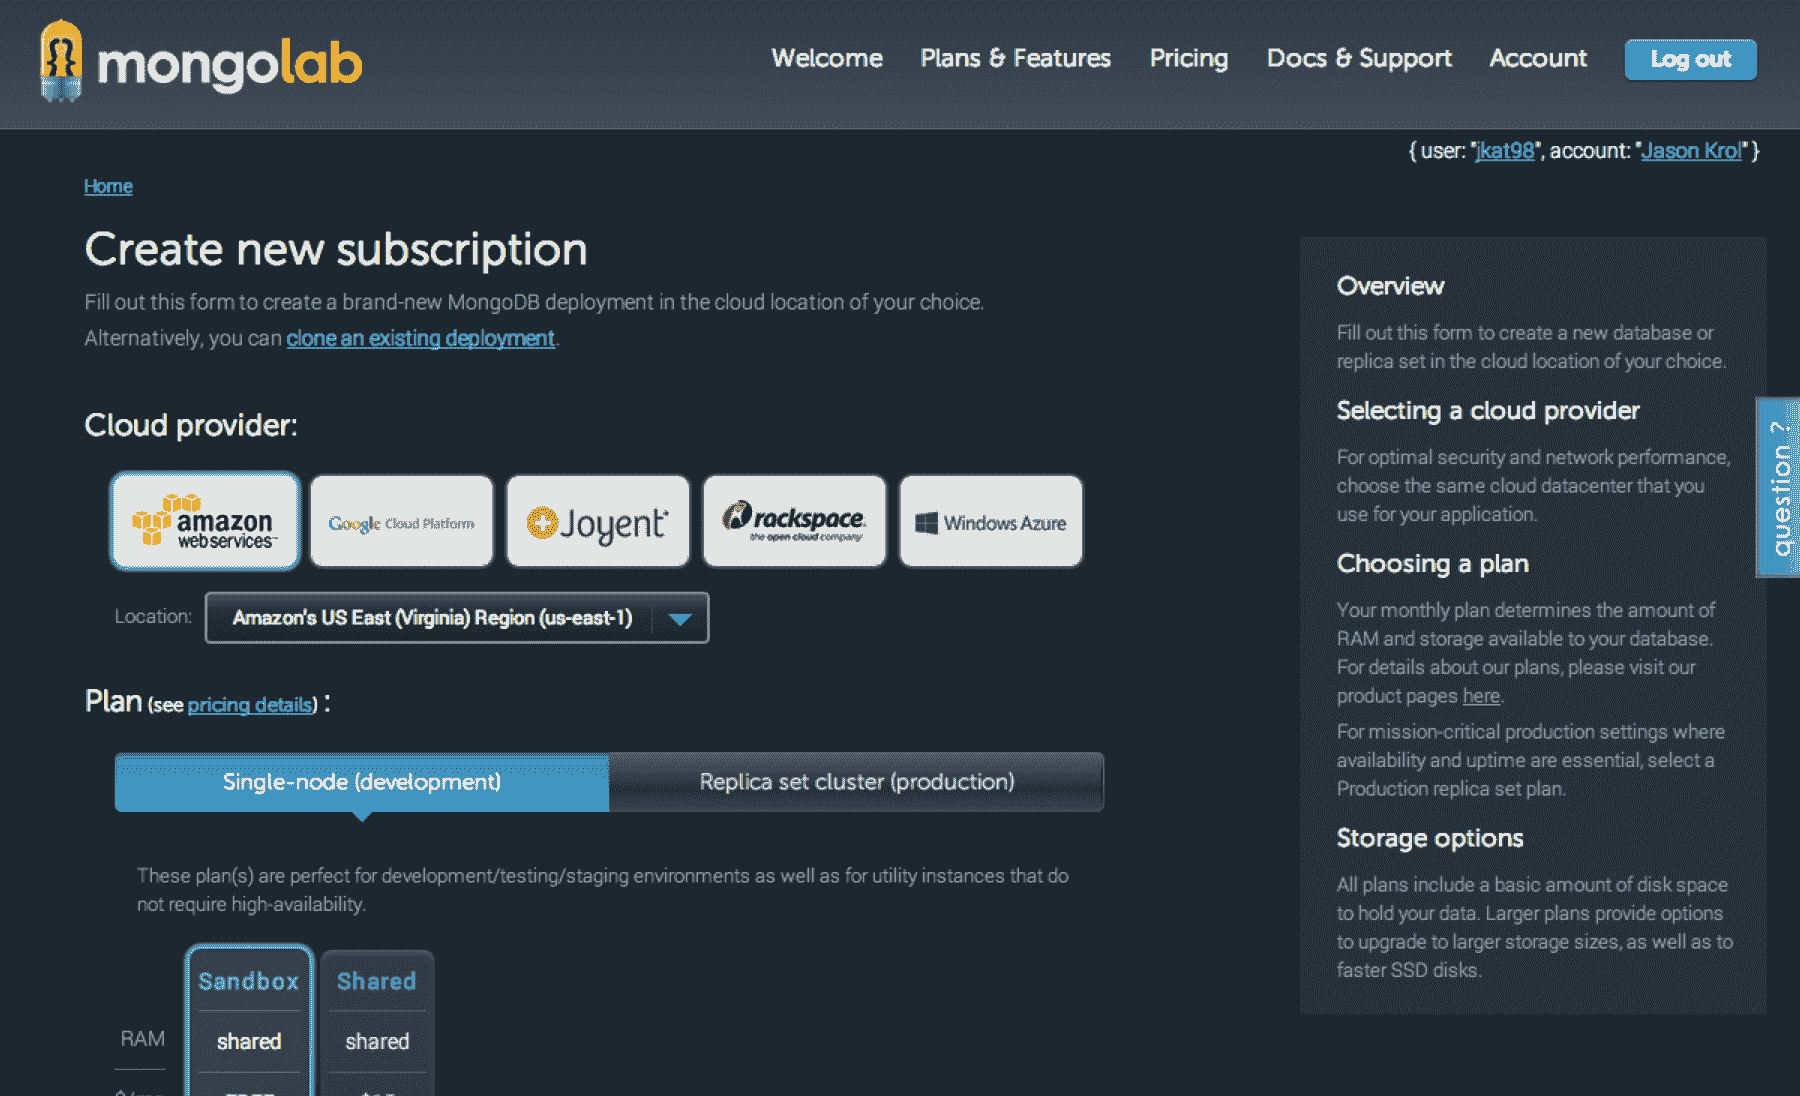 mongolab
Welcome Plans & Features Pricing Docs & Support Account Log out
{ user: "jkat98", account: "Jason Krol" }
Home
Create new subscription
Fill out this form to create a brand-new MongoDB deployment in the cloud location of your choice.
Alternatively, you can clone an existing deployment.
Cloud provider:
amazon
webservices™
Google Cloud Platform
Joyent
rackspace.
the open cloud company
Windows Azure
Location: Amazon's US East (Virginia) Region (us-east-1)
Plan (see pricing details) :
Single-node (development) Replica set cluster (production)
These plan(s) are perfect for development/testing/staging environments as well as for utility instances that do
not require high-availability.
Sandbox Shared
RAM shared shared
Overview
Fill out this form to create a new database or
replica set in the cloud location of your choice.
Selecting a cloud provider
For optimal security and network performance,
choose the same cloud datacenter that you
use for your application.
Choosing a plan
Your monthly plan determines the amount of
RAM and storage available to your database.
For details about our plans, please visit our
product pages here.
For mission-critical production settings where
availability and uptime are essential, select a
Production replica set plan.
Storage options
All plans include a basic amount of disk space
to hold your data. Larger plans provide options
to upgrade to larger storage sizes, as well as to
faster SSD disks.
question ?